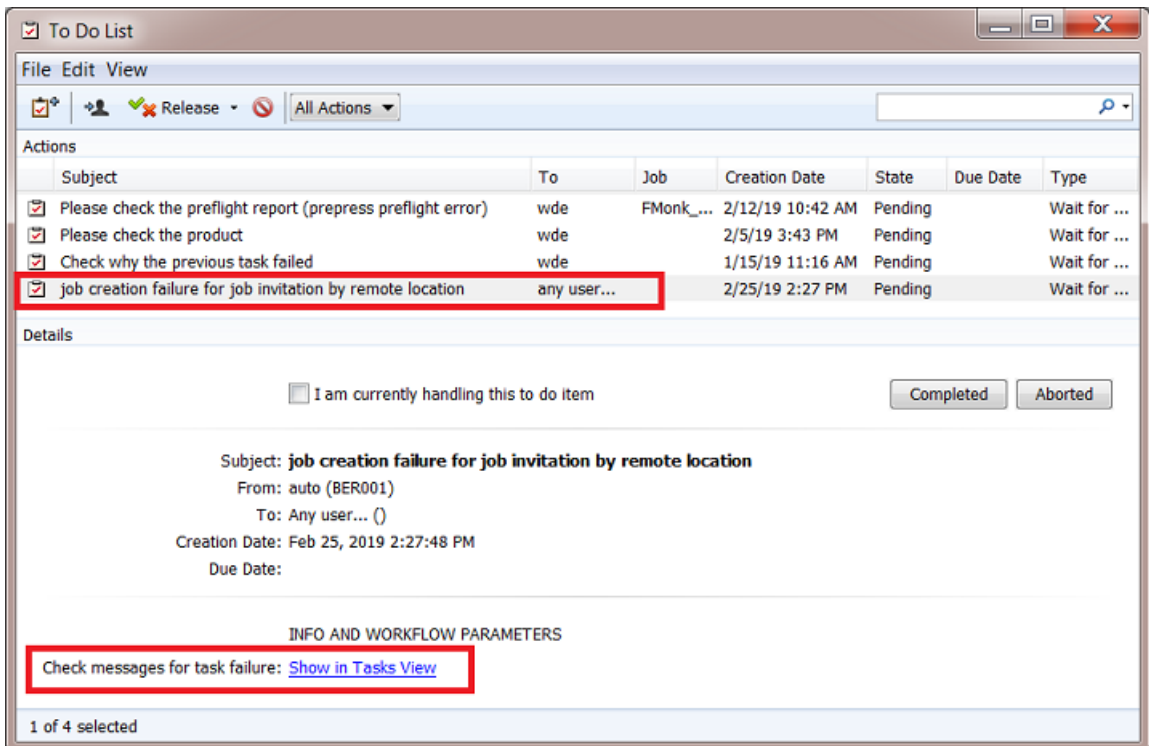 To Do List
File Edit View
Release All Actions
Actions
Subject To Job Creation Date State Due Date Type
Please check the preflight report (prepress preflight error) wde FMonk_... 2/12/19 10:42 AM Pending Wait for ...
Please check the product wde 2/5/19 3:43 PM Pending Wait for ...
Check why the previous task failed wde 1/15/19 11:16 AM Pending Wait for ...
job creation failure for job invitation by remote location any user... 2/25/19 2:27 PM Pending Wait for ...
Details
I am currently handling this to do item Completed Aborted
Subject: job creation failure for job invitation by remote location
From: auto (BER001)
To: Any user... ()
Creation Date: Feb 25, 2019 2:27:48 PM
Due Date:
INFO AND WORKFLOW PARAMETERS
Check messages for task failure: Show in Tasks View
1 of 4 selected